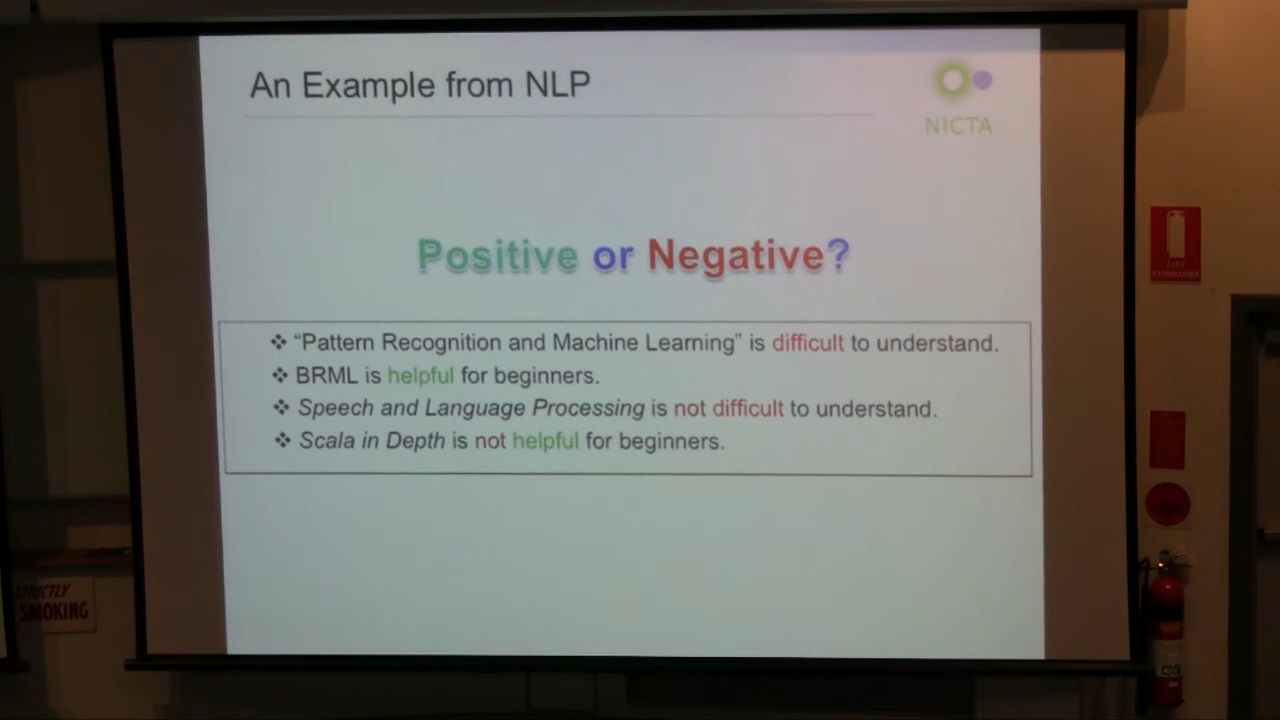 An Example from NLP
NICTA
Positive or Negative?
❖ “Pattern Recognition and Machine Learning” is difficult to understand.
❖ BRML is helpful for beginners.
❖ Speech and Language Processing is not difficult to understand.
❖ Scala in Depth is not helpful for beginners.
FIRE
EXTINGUISHER
STRICTLY
SMOKING